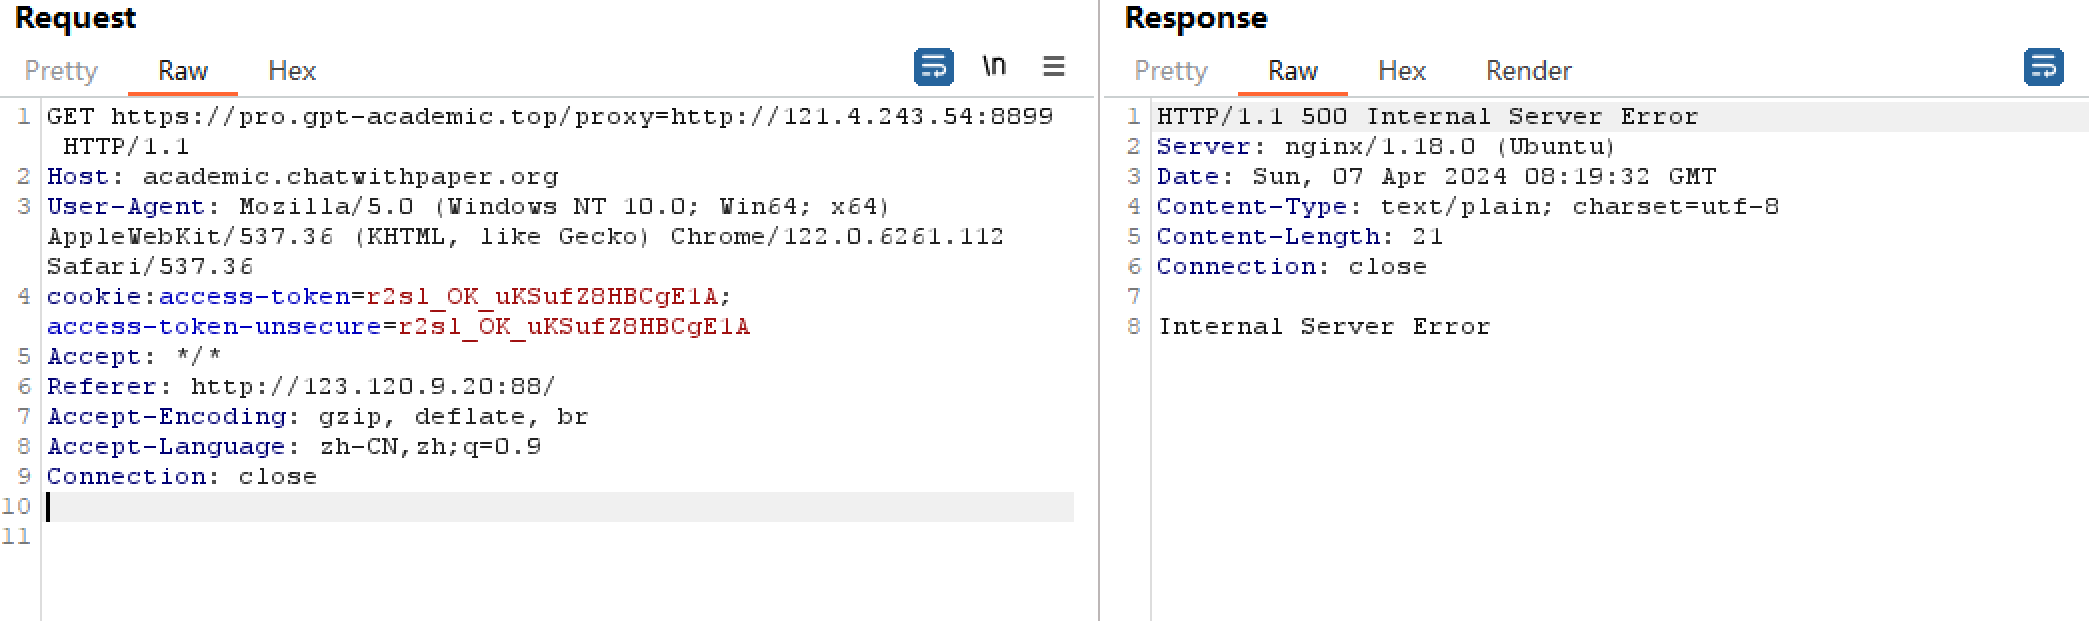 Request
Pretty Raw Hex \n
1 GET https://pro.gpt-academic.top/proxy=http://121.4.243.54:8899
HTTP/1.1
2 Host: academic.chatwithpaper.org
3 User-Agent: Mozilla/5.0 (Windows NT 10.0; Win64; x64)
AppleWebKit/537.36 (KHTML, like Gecko) Chrome/122.0.6261.112
Safari/537.36
4 cookie:access-token=r2sl_OK_uKSufZ8HBCgE1A;
access-token-unsecure=r2sl_OK_uKSufZ8HBCgE1A
5 Accept: */*
6 Referer: http://123.120.9.20:88/
7 Accept-Encoding: gzip, deflate, br
8 Accept-Language: zh-CN,zh;q=0.9
9 Connection: close
10
11
Response
Pretty Raw Hex Render
1 HTTP/1.1 500 Internal Server Error
2 Server: nginx/1.18.0 (Ubuntu)
3 Date: Sun, 07 Apr 2024 08:19:32 GMT
4 Content-Type: text/plain; charset=utf-8
5 Content-Length: 21
6 Connection: close
7
8 Internal Server Error